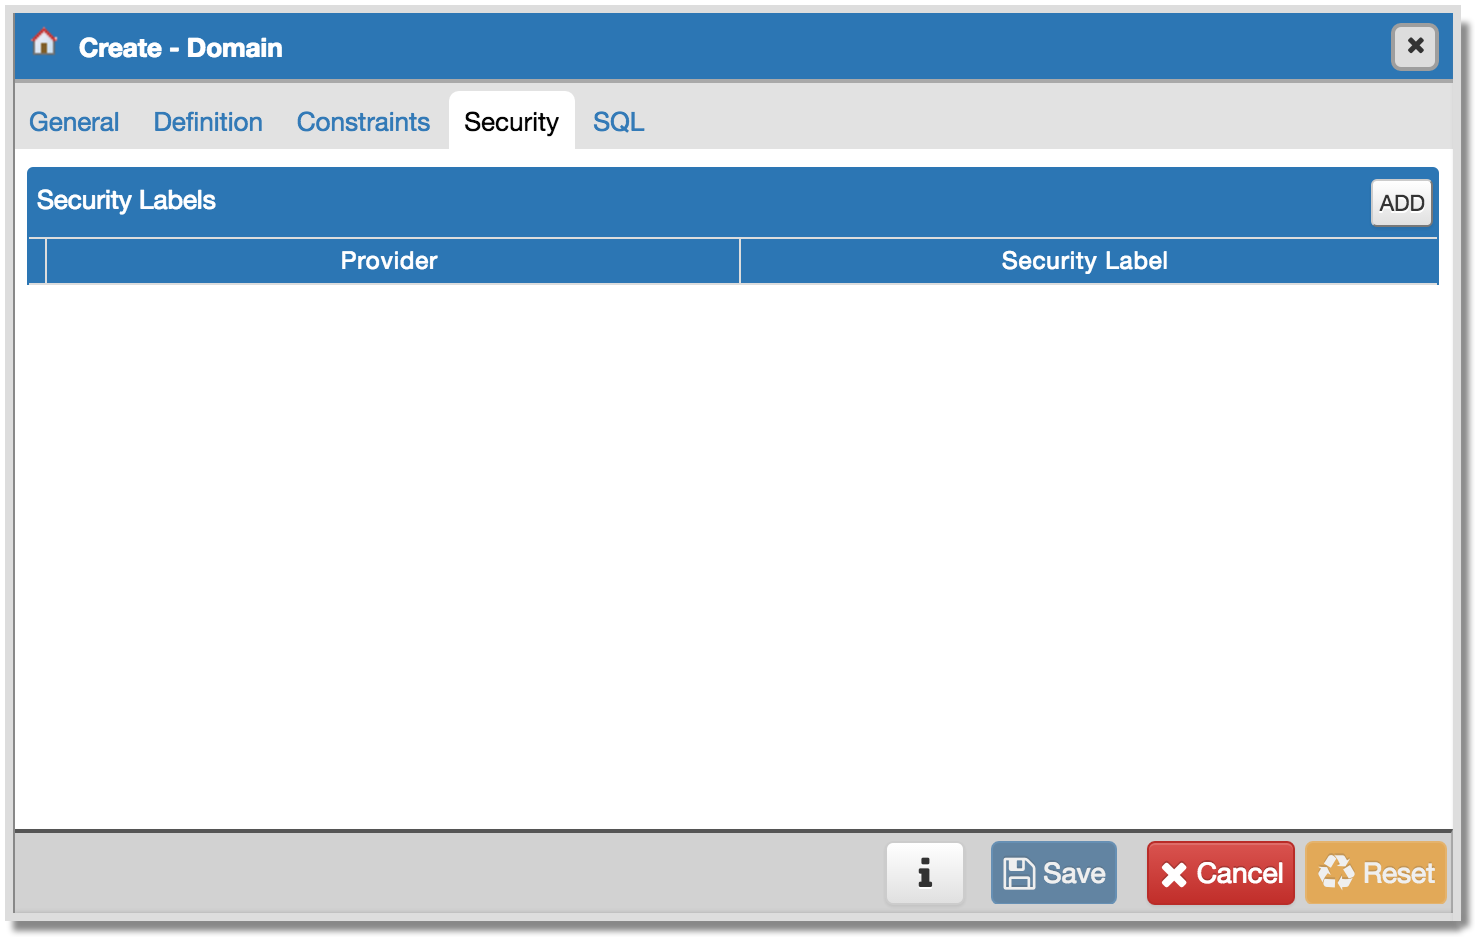 Create - Domain
General Definition Constraints Security SQL
Security Labels ADD
Provider Security Label
Save Cancel Reset